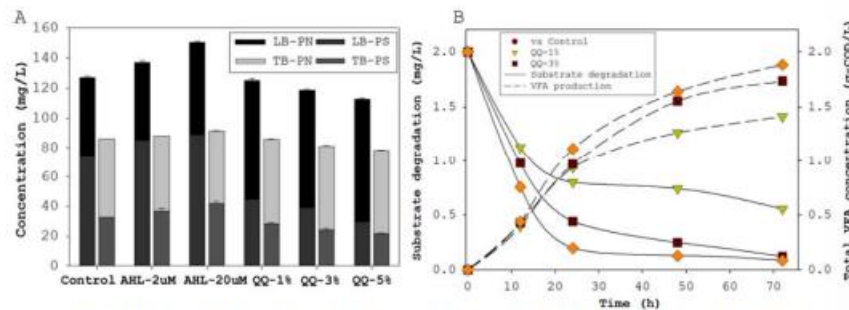 A
Concentration (mg/L)
160
140
120
100
80
60
40
20
0
LB-PN LB-PS
TB-PN TB-PS
Control AHL-2uM AHL-20uM QQ-1% QQ-3% QQ-5%
B
Substrate degradation (mg/L)
2.0
1.5
1.0
0.5
0.0
va Control
QQ-1%
QQ-3%
Substrate degradation
VFA production
2.0
1.5
1.0
0.5
0.0
Total VFA concentration (g-COD/L)
0 10 20 30 40 50 60 70
Time (h)